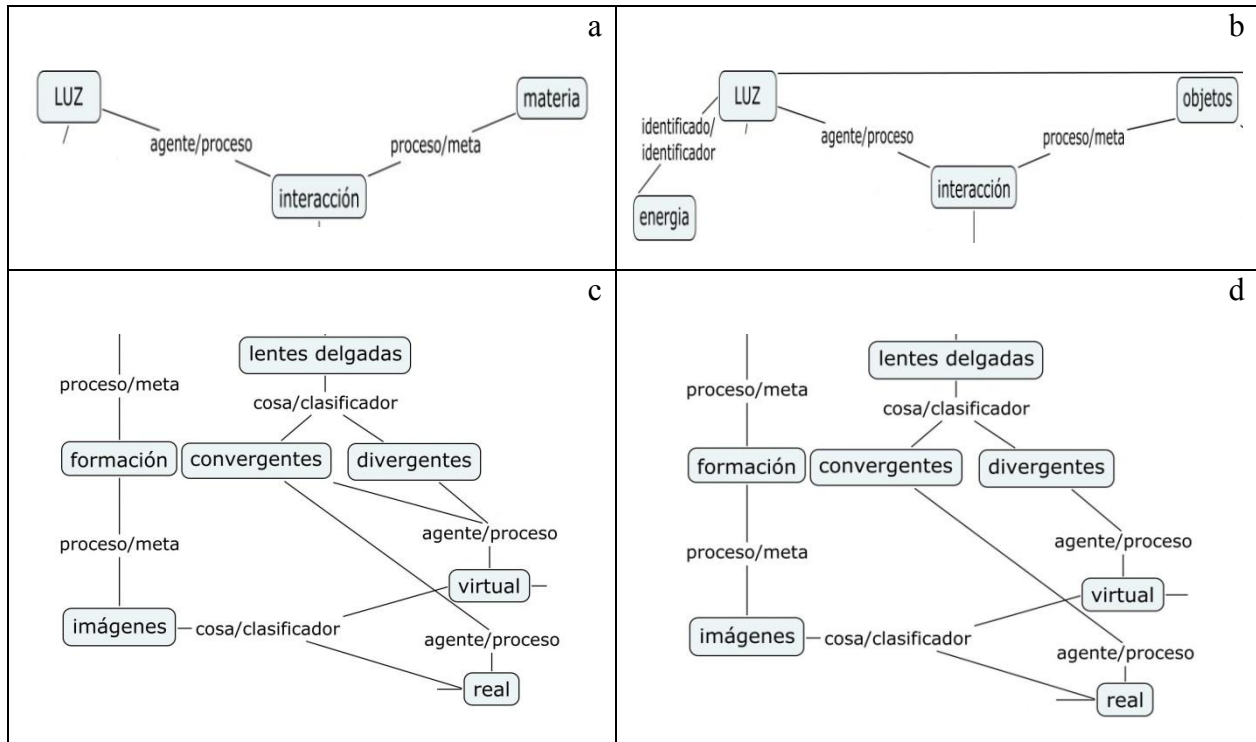 a
LUZ
materia
agente/proceso
proceso/meta
interacción
b
LUZ
objetos
identificado/
identificador
agente/proceso
proceso/meta
interacción
energia
c
lentes delgadas
proceso/meta
cosa/clasificador
formación
convergentes
divergentes
agente/proceso
proceso/meta
virtual
imágenes
cosa/clasificador
agente/proceso
real
d
lentes delgadas
proceso/meta
cosa/clasificador
formación
convergentes
divergentes
agente/proceso
proceso/meta
virtual
imágenes
cosa/clasificador
agente/proceso
real